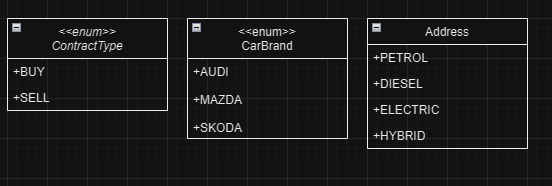 <<enum>>
ContractType
+BUY
+SELL
<<enum>>
CarBrand
+AUDI
+MAZDA
+SKODA
Address
+PETROL
+DIESEL
+ELECTRIC
+HYBRID